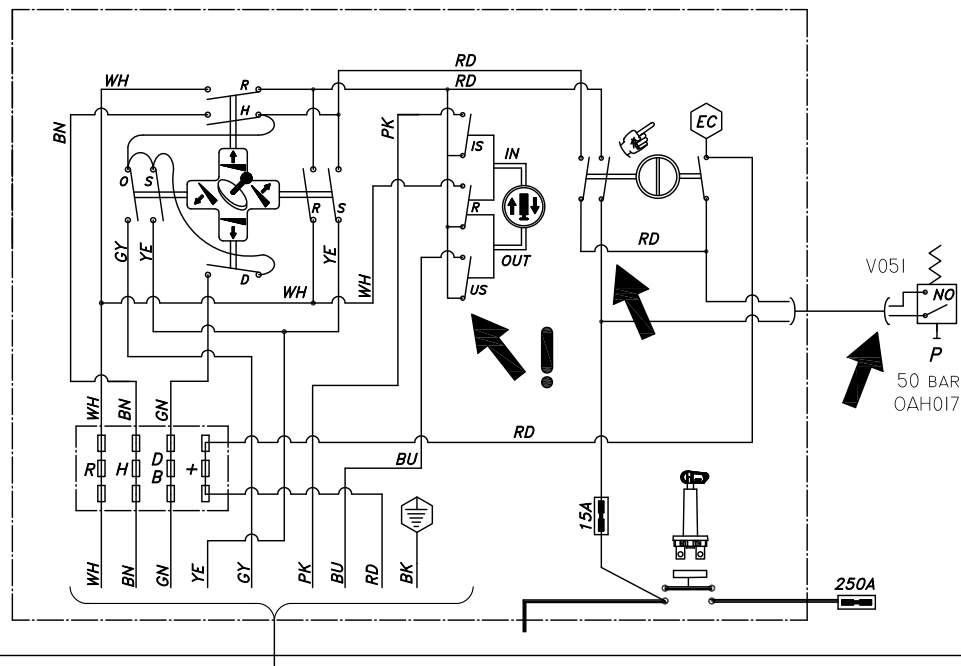 RD
WH R RD
BN H PK EC
IS IN
O S
R S R
GY YE YE
D WH WH OUT RD
US
V051
NO
P
50 BAR
OAH017
WH BN GN RD
BU
R H D B +
15A
WH BN GN YE GY PK BU RD BK
250A